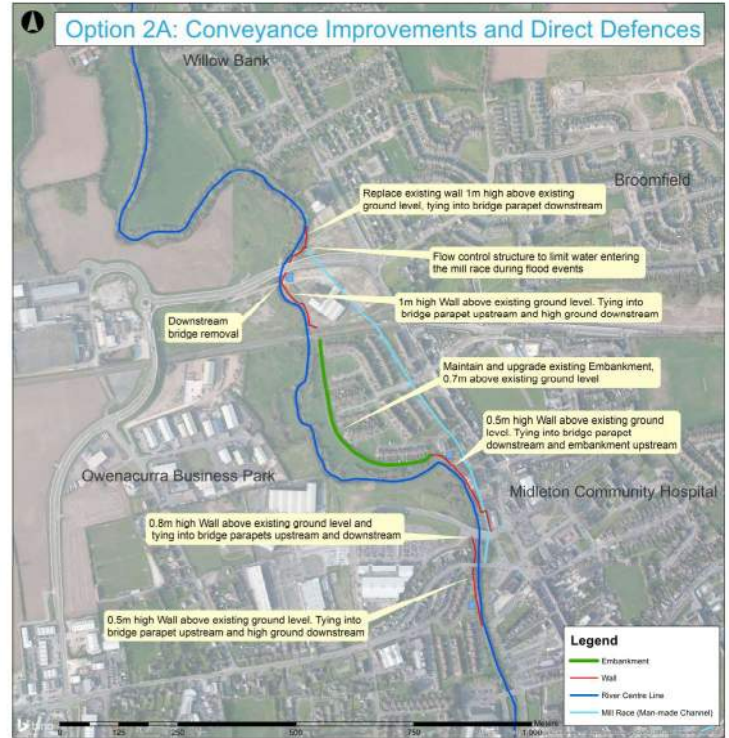 Option 2A: Conveyance Improvements and Direct Defences
Willow Bank
Broomfield
Replace existing wall 1m high above existing
ground level, tying into bridge parapet downstream
Flow control structure to limit water entering
the mill race during flood events
1m high Wall above existing ground level. Tying into
bridge parapet upstream and high ground downstream
Downstream
bridge removal
Maintain and upgrade existing Embankment,
0.7m above existing ground level
0.5m high Wall above existing ground
level. Tying into bridge parapet
downstream and embankment upstream
Owenacurra Business Park
Midleton Community Hospital
0.8m high Wall above existing ground level and
tying into bridge parapets upstream and downstream
0.5m high Wall above existing ground level. Tying into
bridge parapet upstream and high ground downstream
Legend
Embankment
Wall
River Centre Line
Mill Race (Man-made Channel)
bing
Meters
0 125 250 500 750 1,000